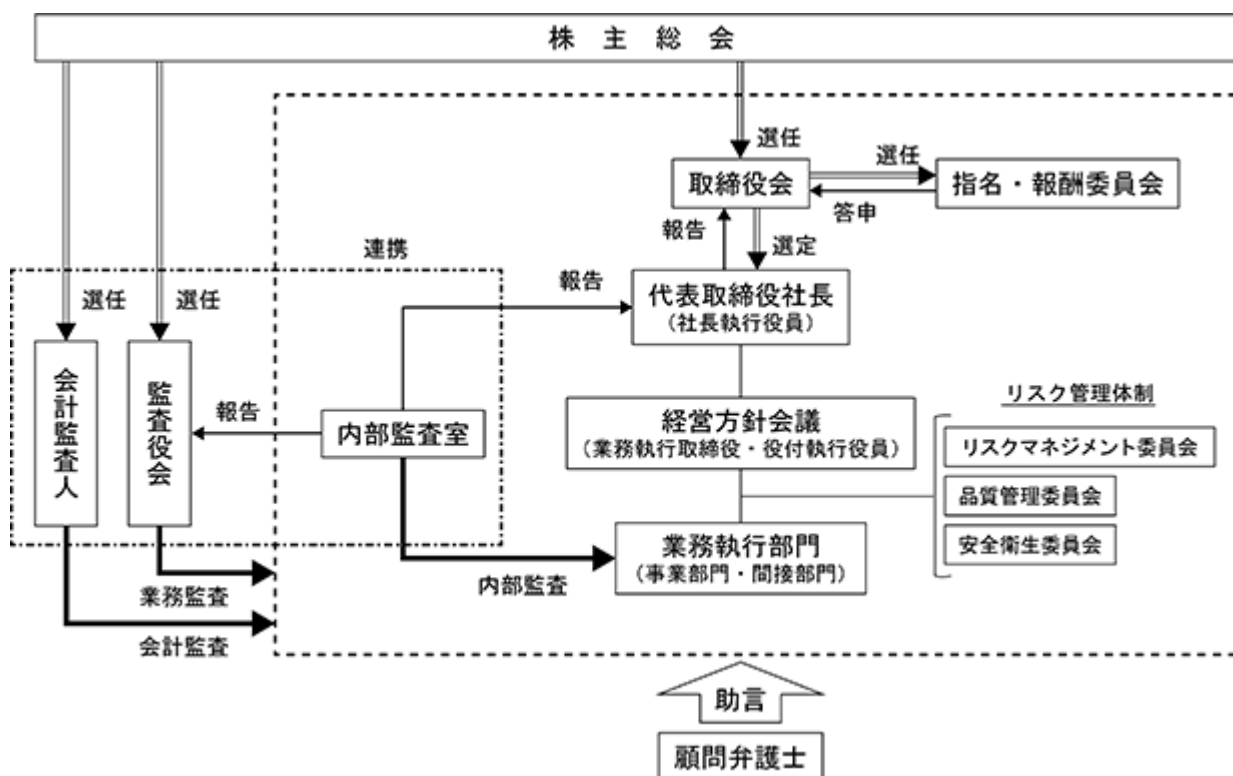 株主総会
選任
取締役会
選任
指名・報酬委員会
答申
報告
選定
連携
報告
代表取締役社長
（社長執行役員）
選任
選任
会計監査人
監査役会
報告
内部監査室
経営方針会議
（業務執行取締役・役付執行役員）
リスク管理体制
リスクマネジメント委員会
品質管理委員会
安全衛生委員会
業務執行部門
（事業部門・間接部門）
内部監査
業務監査
会計監査
助言
顧問弁護士